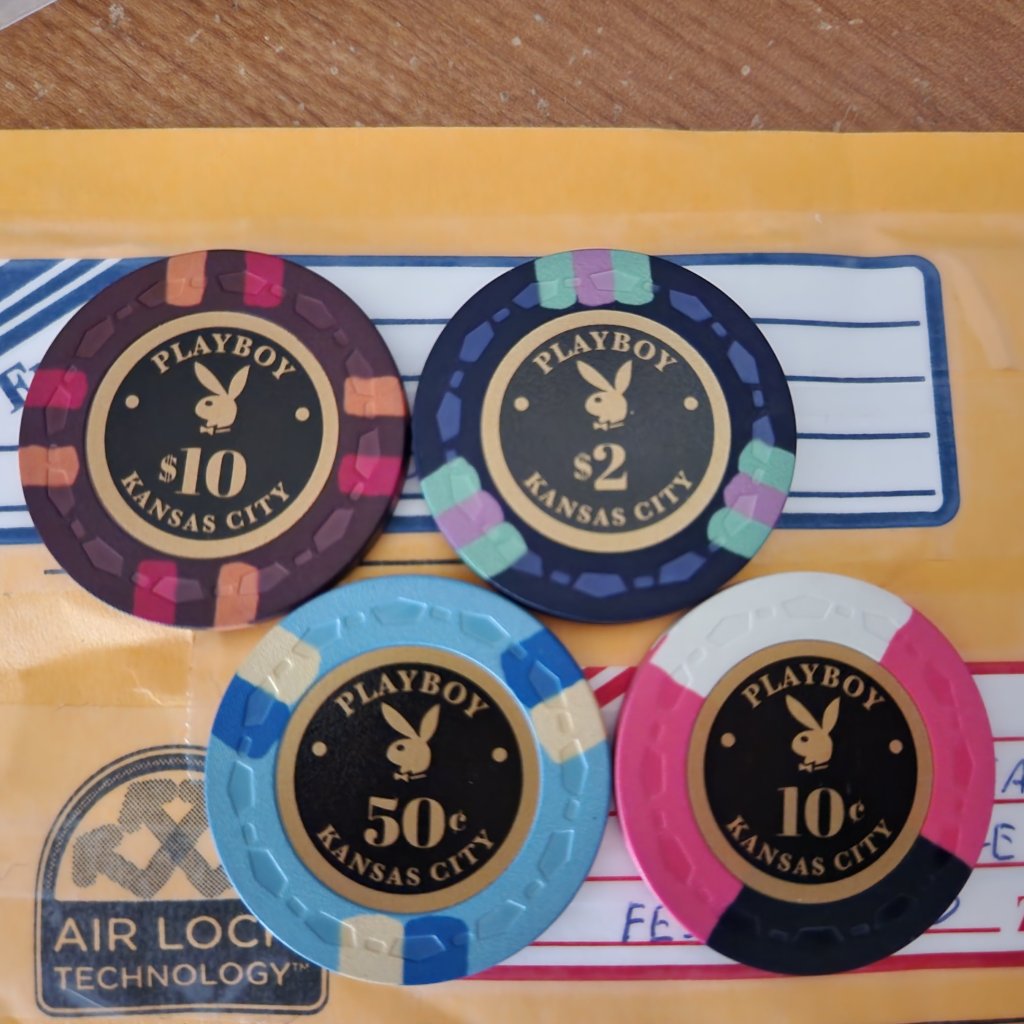 PLAYBOY
$10
KANSAS CITY
PLAYBOY
$2
KANSAS CITY
PLAYBOY
50¢
KANSAS CITY
PLAYBOY
10¢
KANSAS CITY
AIR LOCK
TECHNOLOGY™